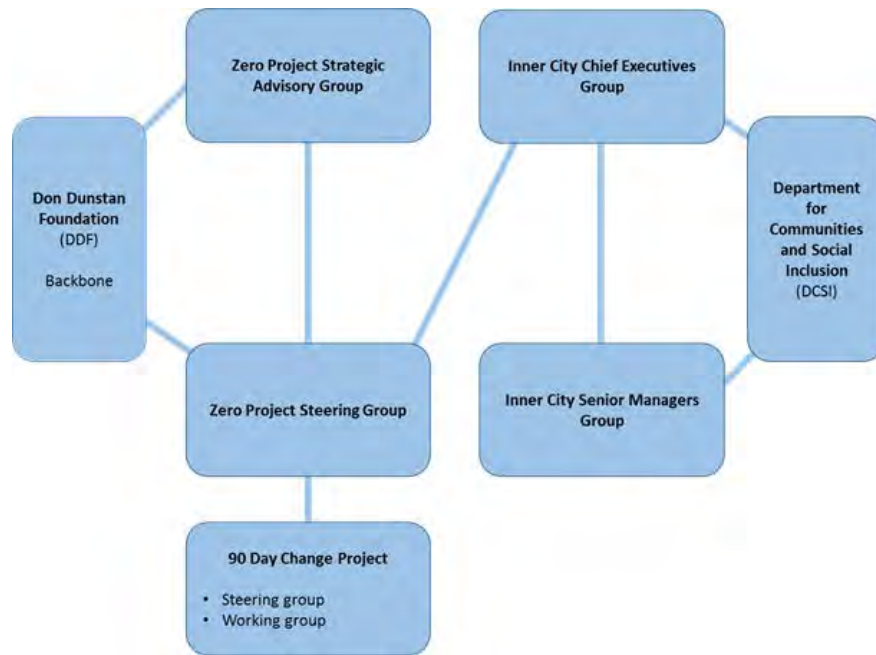 Zero Project Strategic
Advisory Group
Inner City Chief Executives
Group
Don Dunstan
Foundation
(DDF)
Backbone
Department
for
Communities
and Social
Inclusion
(DCSI)
Zero Project Steering Group
Inner City Senior Managers
Group
90 Day Change Project
• Steering group
• Working group